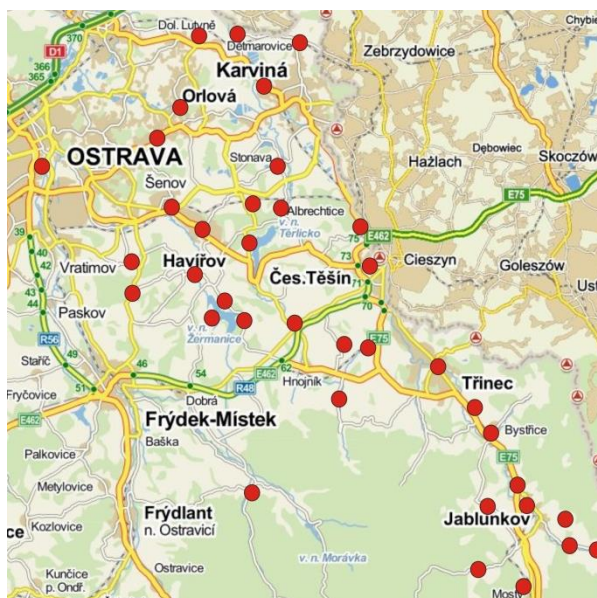 Dol. Lutyně
370
D1
Detmarovice
Chybie
Zebrzydowice
366
365
Karviná
Orlová
OSTRAVA
Dębowiec
Skoczów
Stonava
Hażlach
Šenov
E75
39
Albrechtice
75
E462
v. n.
Těrlicko
40
42
Vratimov
Havířov
73
Cieszyn
Goleszów
Čes.Těšín
71
43
44
Paskov
70
Ust
v. n.
Žermanice
R56
E75
Staříč
49
E462
62
46
54
Hnojník
Třinec
51
R48
Fryčovice
Dobrá
E462
Frýdek-Místek
Bystřice
Baška
Palkovice
E75
Metylovice
Frýdlant
n. Ostravicí
Jablunkov
ce
Kozlovice
v. n. Morávka
Kunčice
p. Ondř.
Ostravice
Mosty